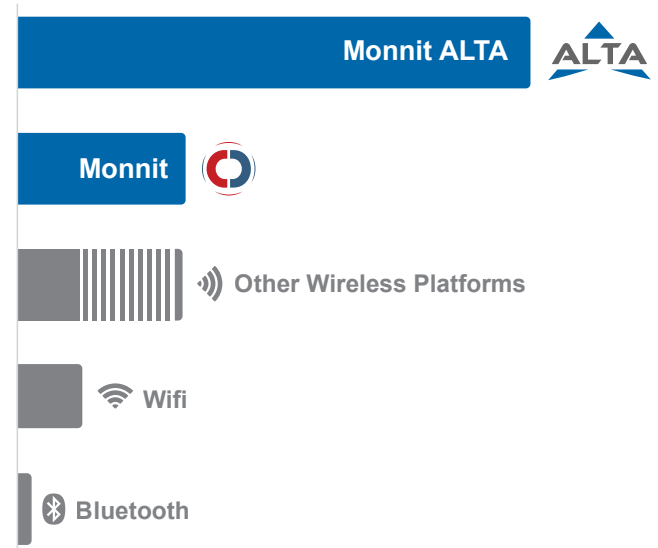 Monnit ALTA
ALTA
Monnit
Other Wireless Platforms
Wifi
Bluetooth